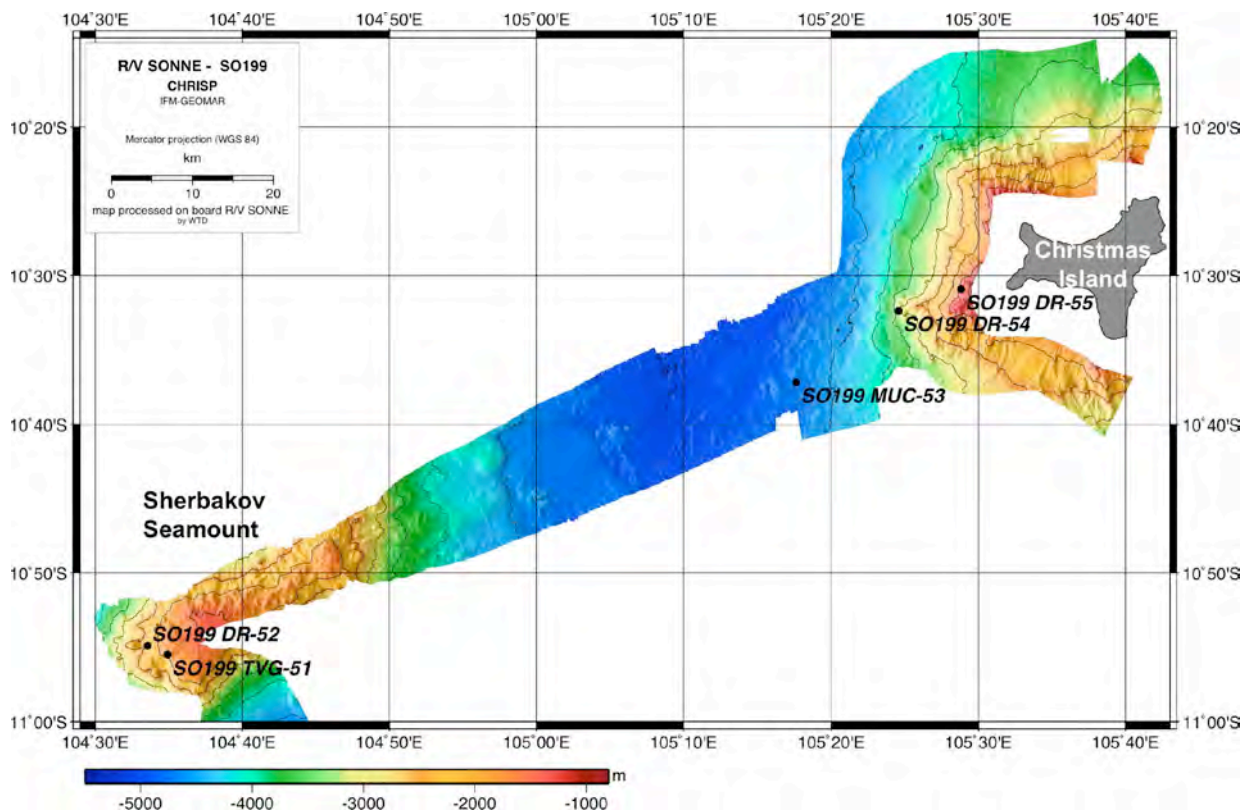 104˚30'E 104˚40'E 104˚50'E 105˚00'E 105˚10'E 105˚20'E 105˚30'E 105˚40'E
R/V SONNE - SO199
CHRISP
IFM-GEOMAR
Mercator projection (WGS 84)
km
0 10 20
map processed on board R/V SONNE
by WTD
10˚20'S 10˚20'S
Christmas
Island
10˚30'S 10˚30'S
SO199 DR-55
SO199 DR-54
SO199 MUC-53
10˚40'S 10˚40'S
Sherbakov
Seamount
10˚50'S 10˚50'S
SO199 DR-52
SO199 TVG-51
11˚00'S 11˚00'S
104˚30'E 104˚40'E 104˚50'E 105˚00'E 105˚10'E 105˚20'E 105˚30'E 105˚40'E
m
-5000 -4000 -3000 -2000 -1000